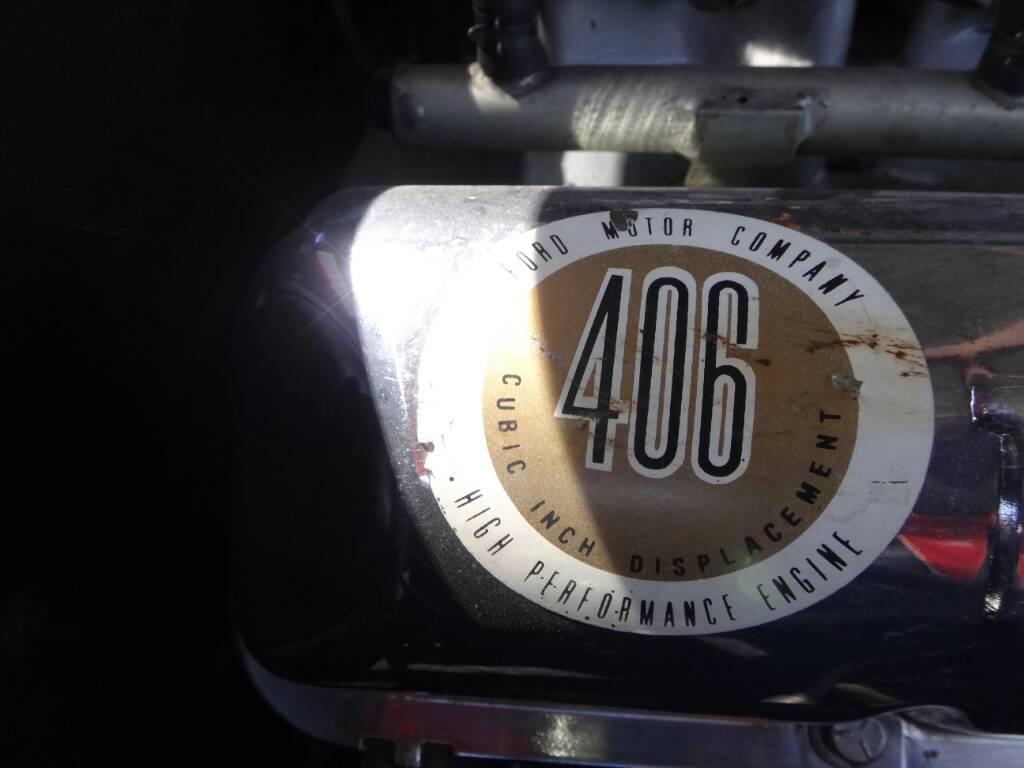 FORD MOTOR COMPANY
406
CUBIC INCH DISPLACEMENT
HIGH PERFORMANCE ENGINE